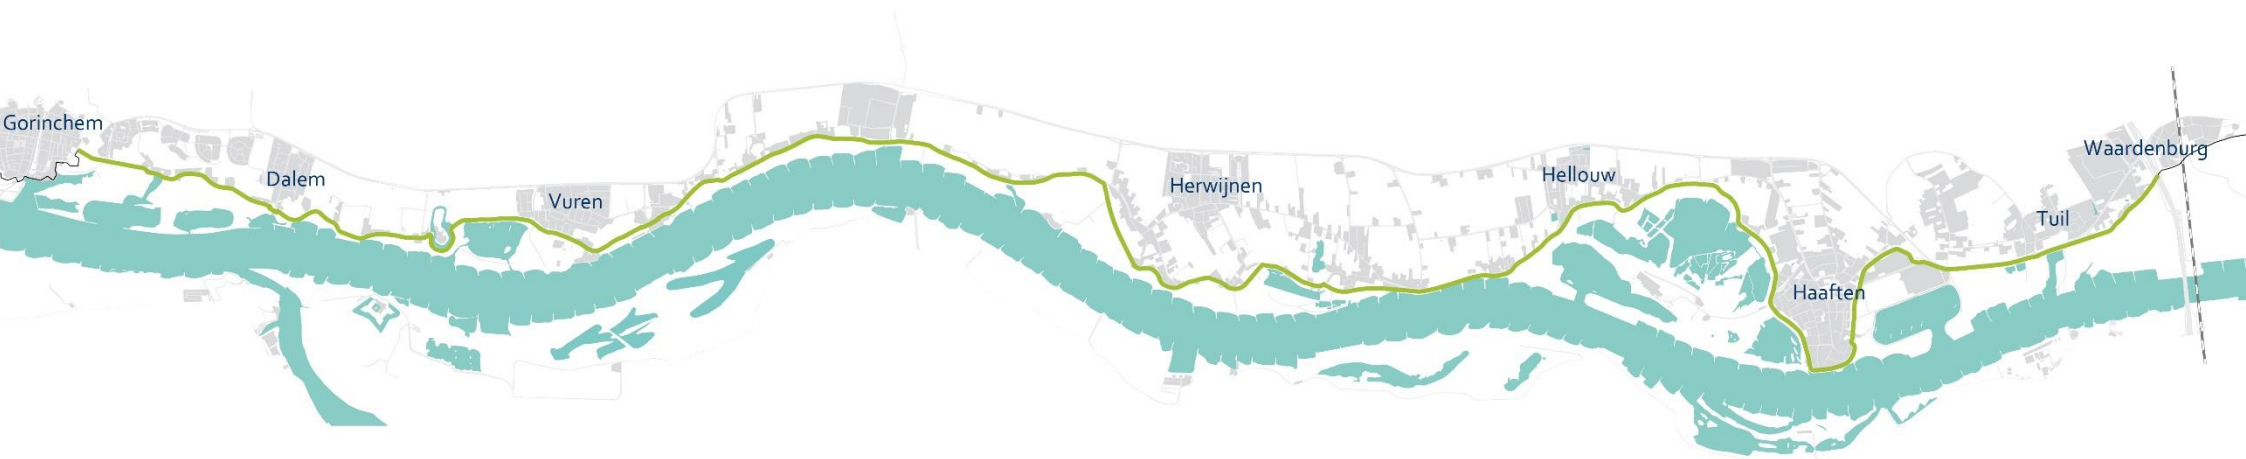 Gorinchem
Dalem
Vuren
Herwijnen
Hellouw
Haaften
Tuil
Waardenburg